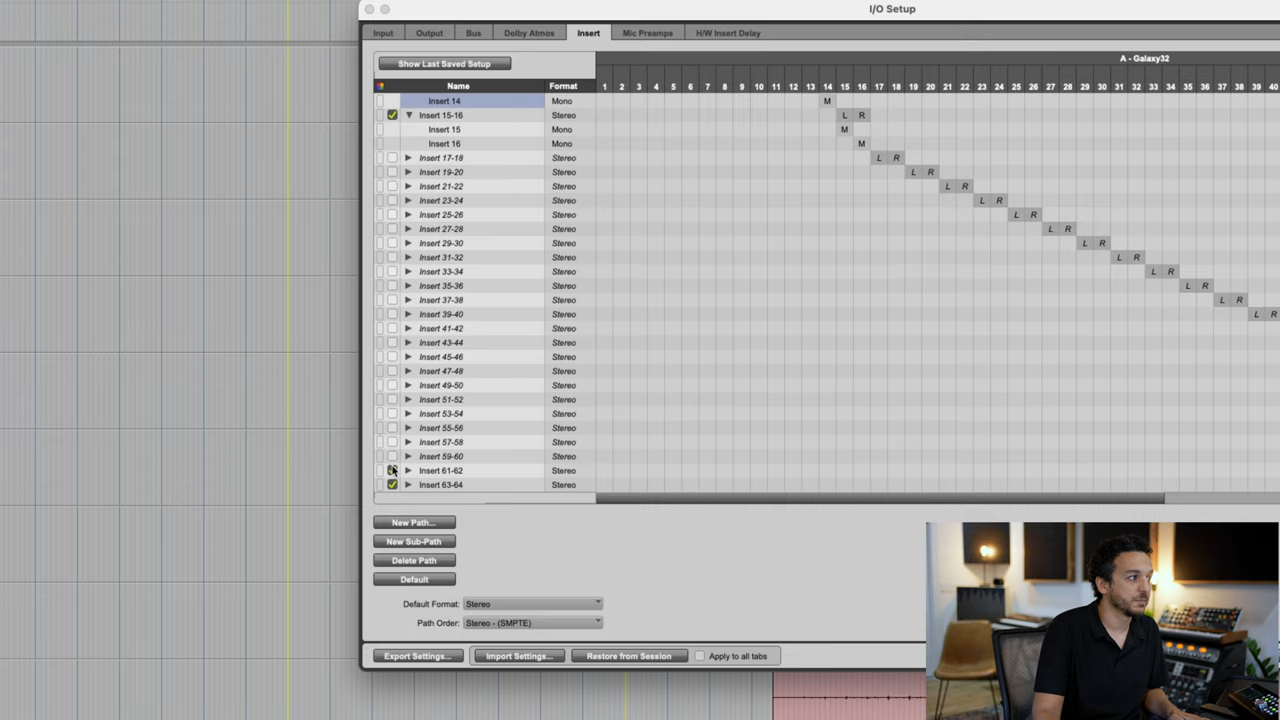 I/O Setup
Input Output Bus Dolby Atmos Insert Mic Preamps H/W Insert Delay
Show Last Saved Setup
A - Galaxy32
Name Format 1 2 3 4 5 6 7 8 9 10 11 12 13 14 15 16 17 18 19 20 21 22 23 24 25 26 27 28 29 30 31 32 33 34 35 36 37 38 39 40
Insert 14 Mono M
Insert 15-16 Stereo L R
Insert 15 Mono M
Insert 16 Mono M
Insert 17-18 Stereo L R
Insert 19-20 Stereo L R
Insert 21-22 Stereo L R
Insert 23-24 Stereo L R
Insert 25-26 Stereo L R
Insert 27-28 Stereo L R
Insert 29-30 Stereo L R
Insert 31-32 Stereo L R
Insert 33-34 Stereo L R
Insert 35-36 Stereo L R
Insert 37-38 Stereo L R
Insert 39-40 Stereo L R
Insert 41-42 Stereo
Insert 43-44 Stereo
Insert 45-46 Stereo
Insert 47-48 Stereo
Insert 49-50 Stereo
Insert 51-52 Stereo
Insert 53-54 Stereo
Insert 55-56 Stereo
Insert 57-58 Stereo
Insert 59-60 Stereo
Insert 61-62 Stereo
Insert 63-64 Stereo
New Path...
New Sub-Path
Delete Path
Default
Default Format: Stereo
Path Order: Stereo - (SMPTE)
Export Settings... Import Settings... Restore from Session Apply to all tabs